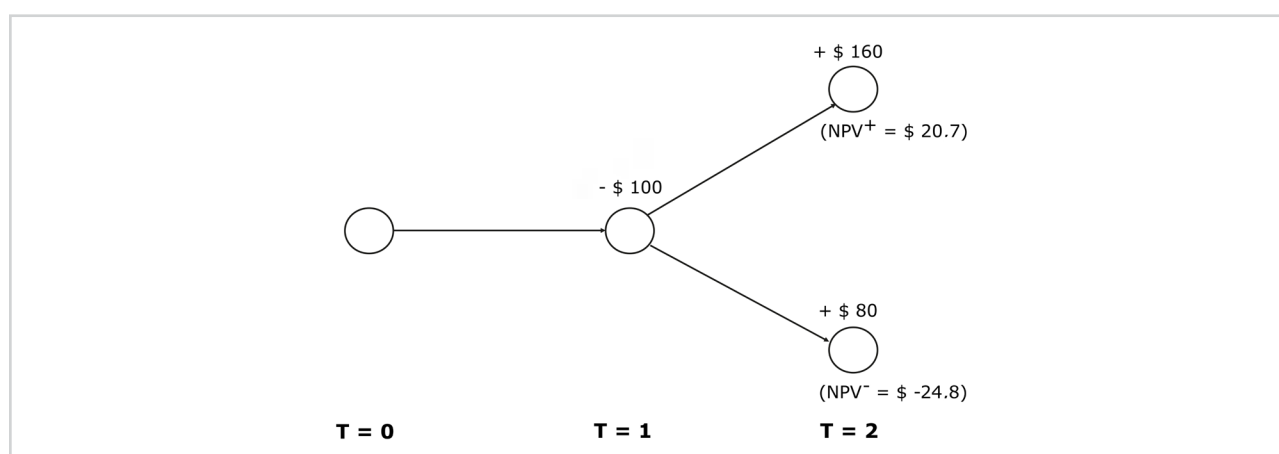 + $ 160
(NPV+ = $ 20.7)
- $ 100
+ $ 80
(NPV- = $ -24.8)
T = 0
T = 1
T = 2